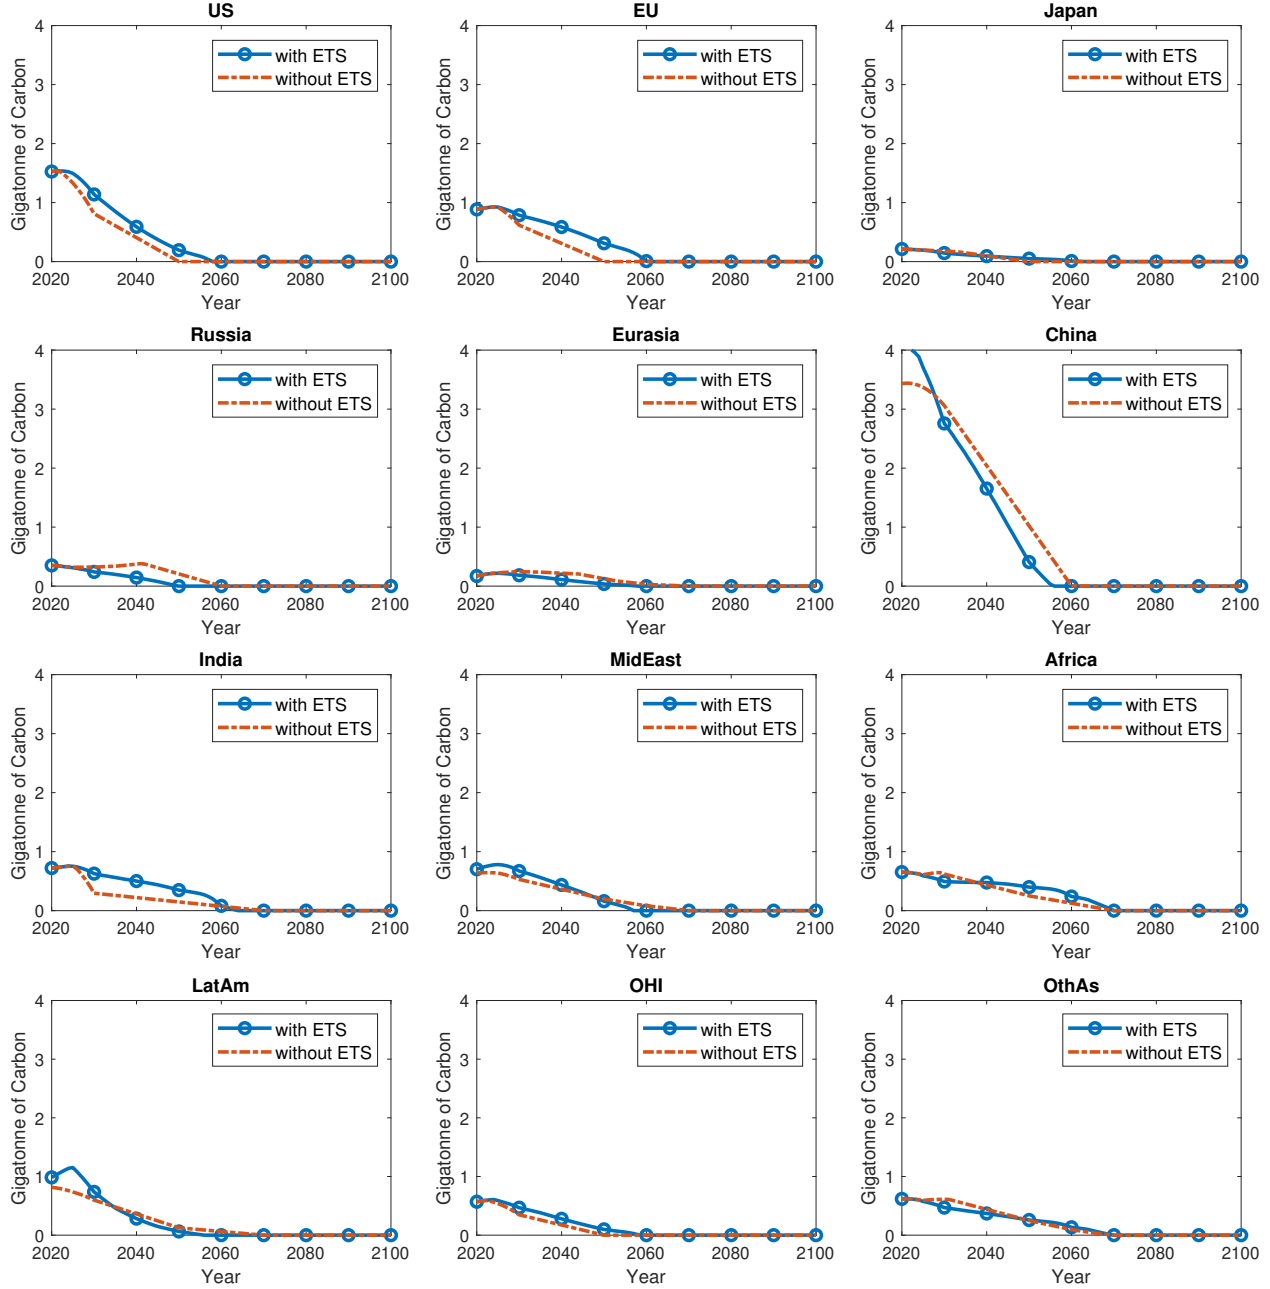 US
EU
Japan
4
3
2
1
0
Gigatonne of Carbon
with ETS
without ETS
2020
2040
2060
2080
2100
Year
4
3
2
1
0
Gigatonne of Carbon
with ETS
without ETS
2020
2040
2060
2080
2100
Year
4
3
2
1
0
Gigatonne of Carbon
with ETS
without ETS
2020
2040
2060
2080
2100
Year
Russia
Eurasia
China
4
3
2
1
0
Gigatonne of Carbon
with ETS
without ETS
2020
2040
2060
2080
2100
Year
4
3
2
1
0
Gigatonne of Carbon
with ETS
without ETS
2020
2040
2060
2080
2100
Year
4
3
2
1
0
Gigatonne of Carbon
with ETS
without ETS
2020
2040
2060
2080
2100
Year
India
MidEast
Africa
4
3
2
1
0
Gigatonne of Carbon
with ETS
without ETS
2020
2040
2060
2080
2100
Year
4
3
2
1
0
Gigatonne of Carbon
with ETS
without ETS
2020
2040
2060
2080
2100
Year
4
3
2
1
0
Gigatonne of Carbon
with ETS
without ETS
2020
2040
2060
2080
2100
Year
LatAm
OHI
OthAs
4
3
2
1
0
Gigatonne of Carbon
with ETS
without ETS
2020
2040
2060
2080
2100
Year
4
3
2
1
0
Gigatonne of Carbon
with ETS
without ETS
2020
2040
2060
2080
2100
Year
4
3
2
1
0
Gigatonne of Carbon
with ETS
without ETS
2020
2040
2060
2080
2100
Year